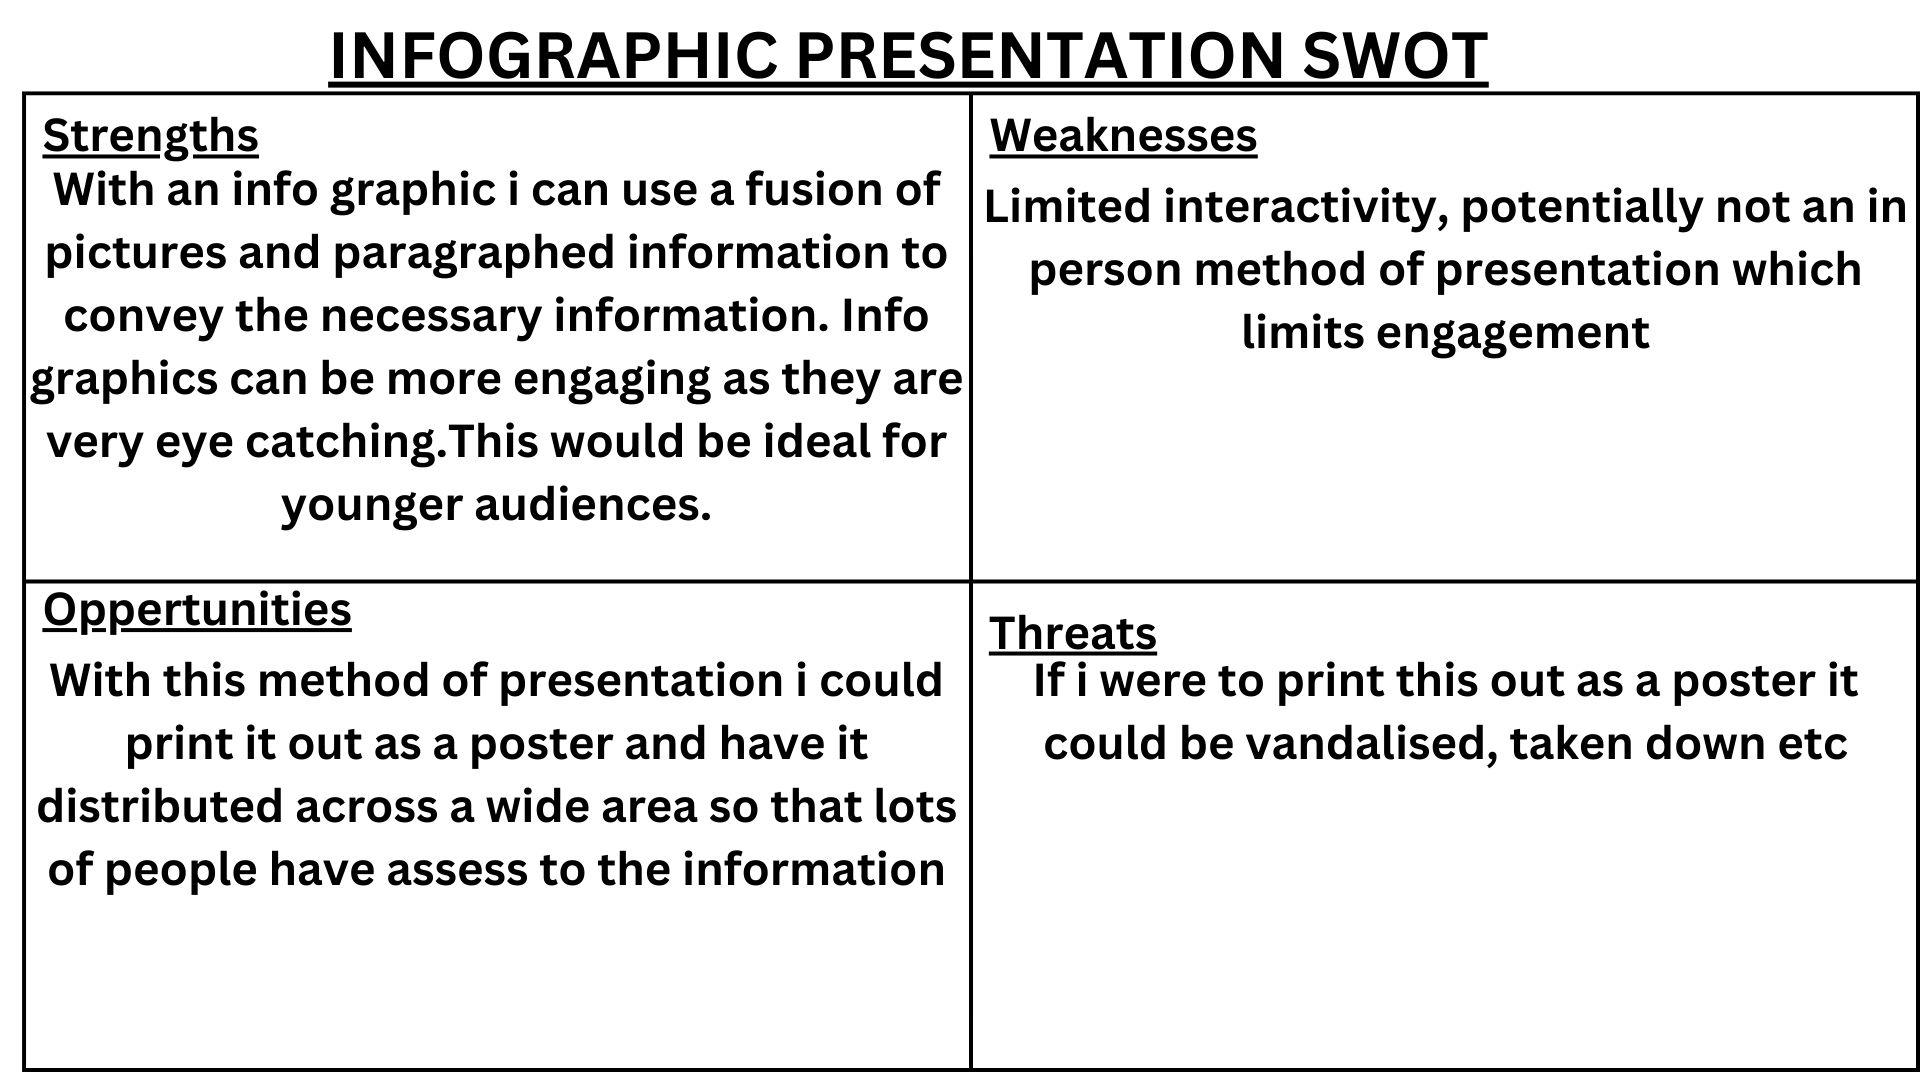 INFOGRAPHIC PRESENTATION SWOT
Strengths
With an info graphic i can use a fusion of
pictures and paragraphed information to
convey the necessary information. Info
graphics can be more engaging as they are
very eye catching.This would be ideal for
younger audiences.
Weaknesses
Limited interactivity, potentially not an in
person method of presentation which
limits engagement
Oppertunities
With this method of presentation i could
print it out as a poster and have it
distributed across a wide area so that lots
of people have assess to the information
Threats
If i were to print this out as a poster it
could be vandalised, taken down etc